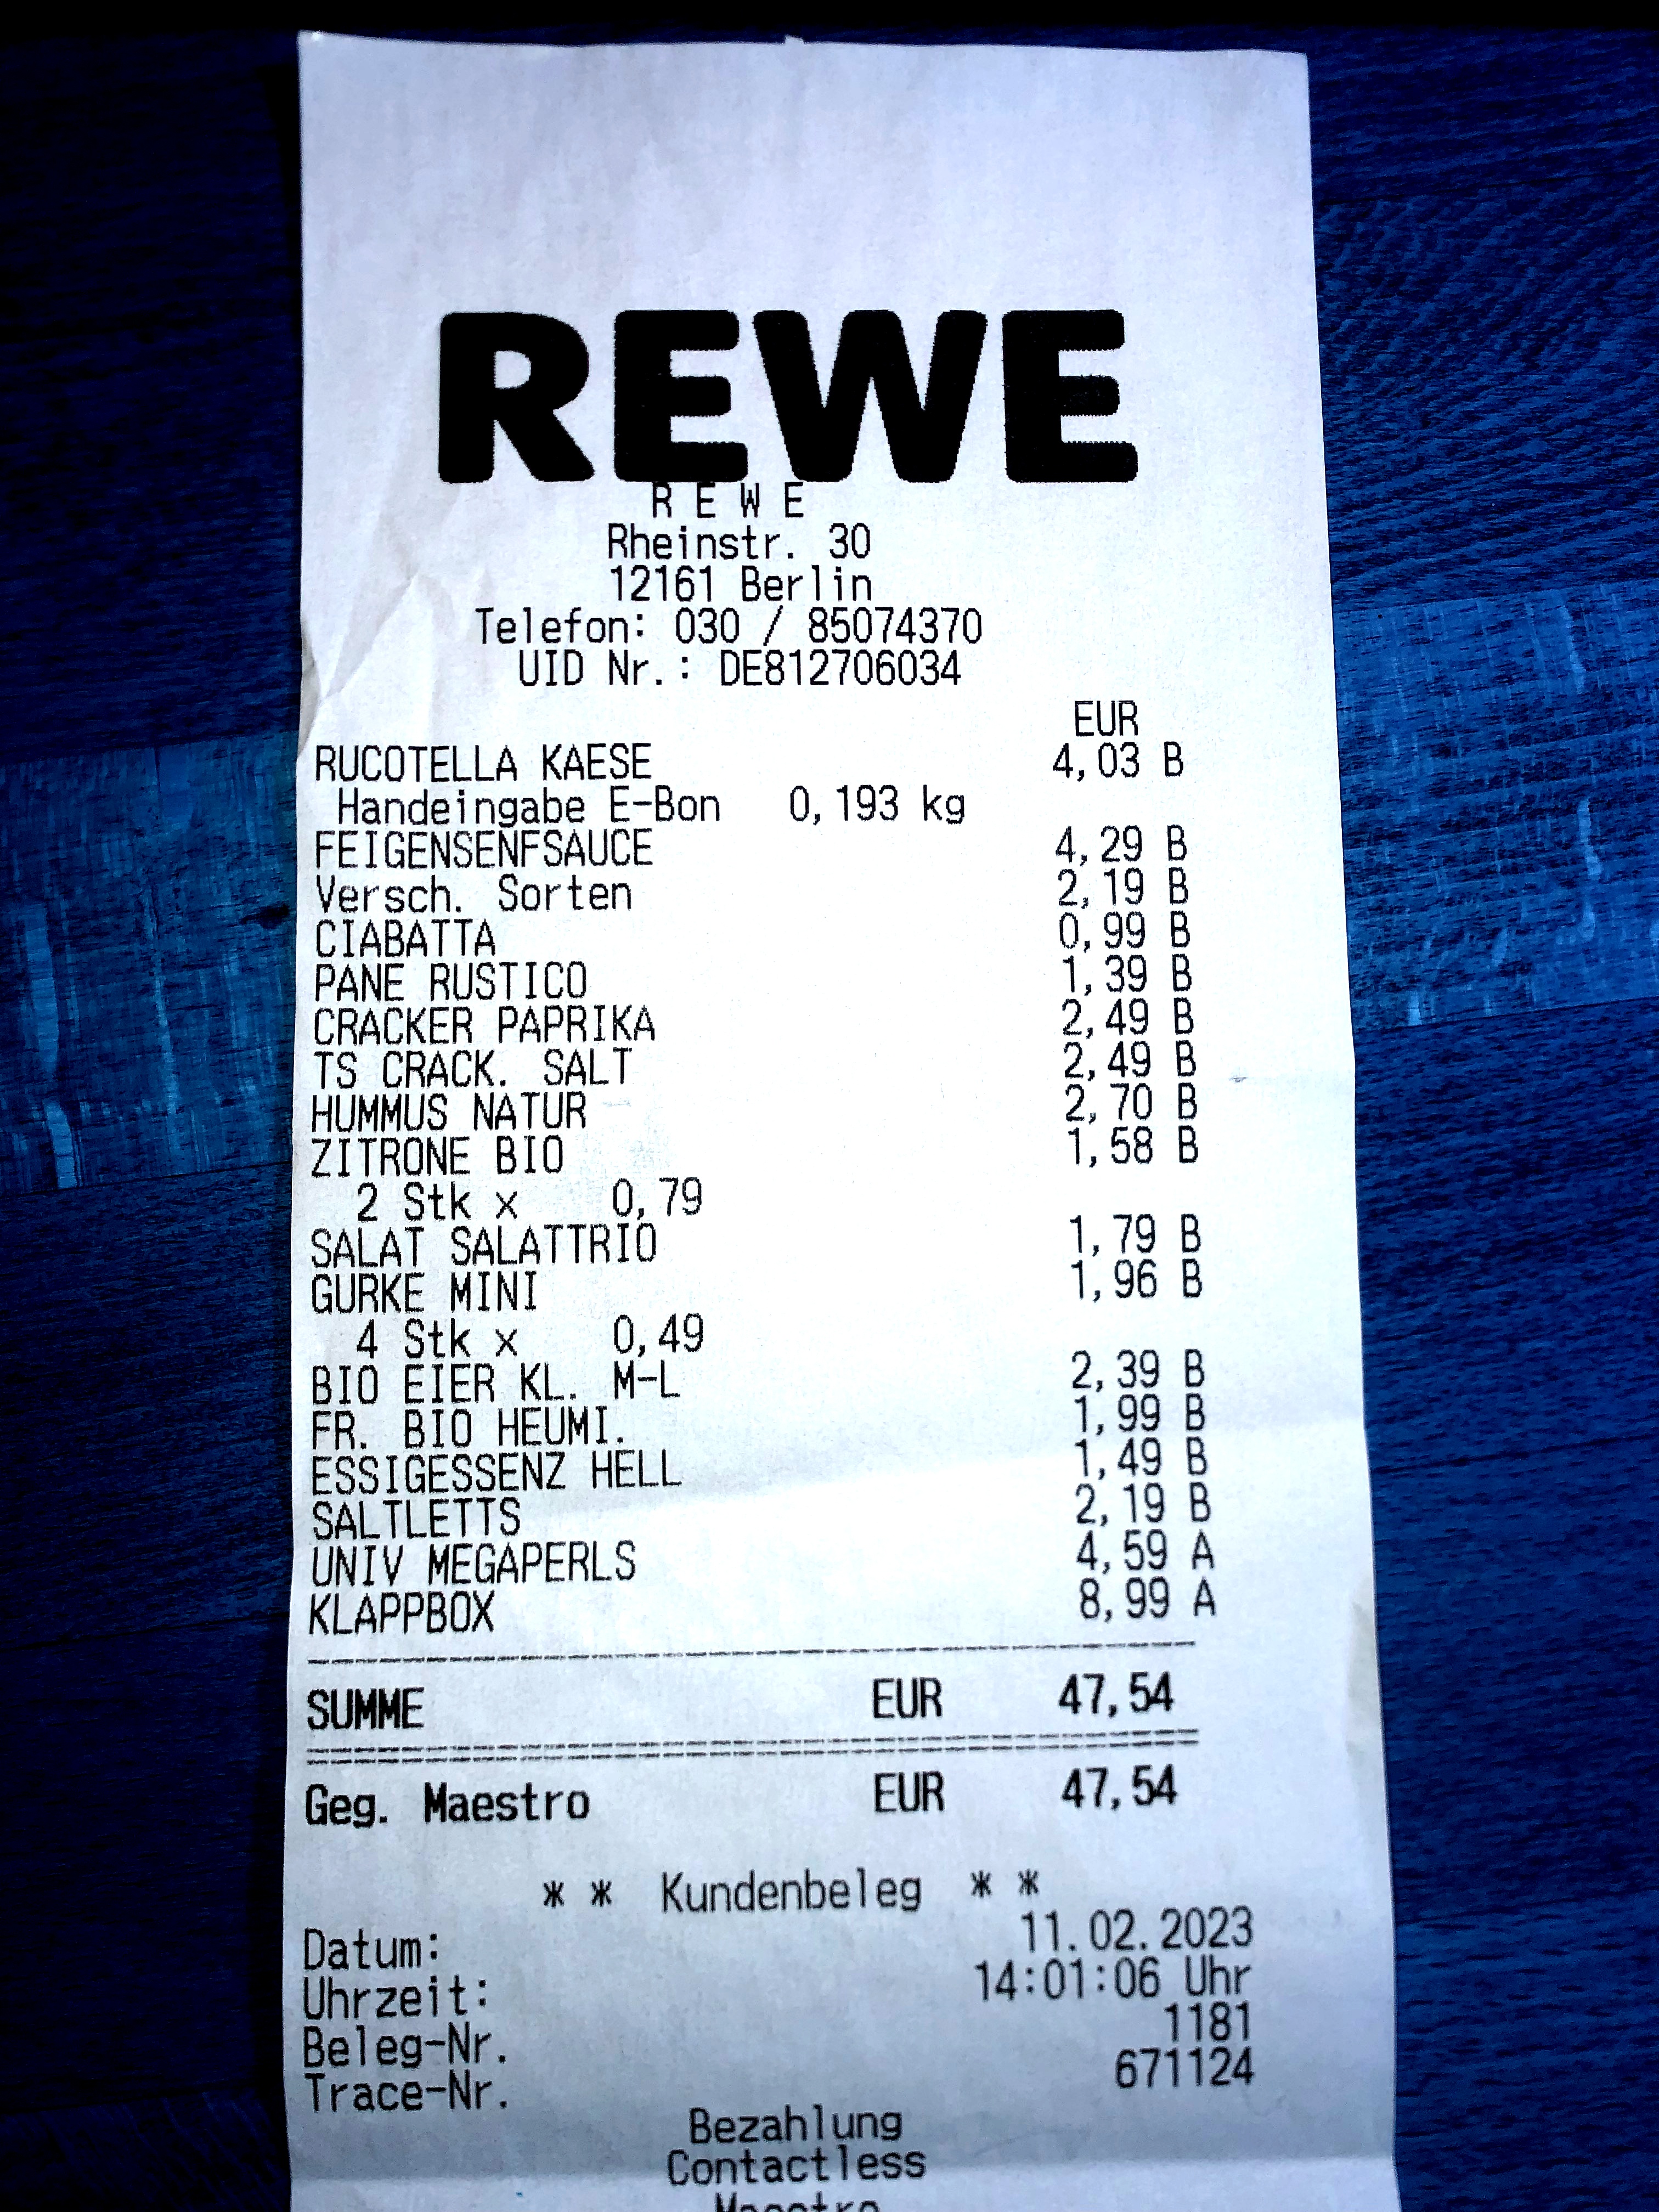 REWE
R E W E
Rheinstr. 30
12161 Berlin
Telefon: 030 / 85074370
UID Nr.: DE812706034
EUR
RUCOTELLA KAESE 4,03 B
Handeingabe E-Bon 0,193 kg
FEIGENSENFSAUCE 4,29 B
Versch. Sorten 2,19 B
CIABATTA 0,99 B
PANE RUSTICO 1,39 B
CRACKER PAPRIKA 2,49 B
TS CRACK. SALT 2,49 B
HUMMUS NATUR 2,70 B
ZITRONE BIO 1,58 B
2 Stk x 0,79
SALAT SALATTRIO 1,79 B
GURKE MINI 1,96 B
4 Stk x 0,49
BIO EIER KL. M-L 2,39 B
FR. BIO HEUMI. 1,99 B
ESSIGESSENZ HELL 1,49 B
SALTLETTS 2,19 B
UNIV MEGAPERLS 4,59 A
KLAPPBOX 8,99 A
SUMME EUR 47,54
Geg. Maestro EUR 47,54
* * Kundenbeleg * *
Datum: 11.02.2023
Uhrzeit: 14:01:06 Uhr
Beleg-Nr. 1181
Trace-Nr. 671124
Bezahlung
Contactless
Maestro